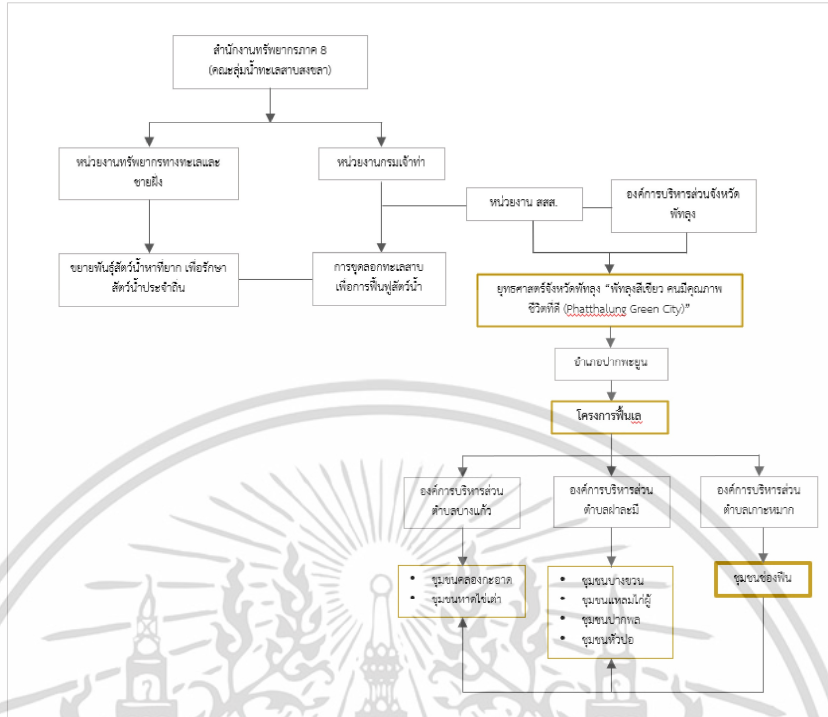 สำนักงานทรัพยากรภาค 8
(คณะลุ่มน้ำทะเลสาบสงขลา)
หน่วยงานทรัพยากรทางทะเลและ
ชายฝั่ง
หน่วยงานกรมเจ้าท่า
หน่วยงาน สสส.
องค์การบริหารส่วนจังหวัด
พัทลุง
ขยายพันธุ์สัตว์น้ำหาที่ยาก เพื่อรักษา
สัตว์น้ำประจำถิ่น
การขุดลอกทะเลสาบ
เพื่อการฟื้นฟูสัตว์น้ำ
ยุทธศาสตร์จังหวัดพัทลุง “พัทลุงสีเขียว คนมีคุณภาพ
ชีวิตที่ดี (Phatthalung Green City)”
อำเภอปากพะยูน
โครงการฟื้นเล
องค์การบริหารส่วน
ตำบลบางแก้ว
องค์การบริหารส่วน
ตำบลฝาละมี
องค์การบริหารส่วน
ตำบลเกาะหมาก
• ชุมชนคลองกะอาด
• ชุมชนหาดไข่เต่า
• ชุมชนบางขวน
• ชุมชนแหลมไก่ผู้
• ชุมชนปากพล
• ชุมชนหัวปอ
ชุมชนช่องฟืน